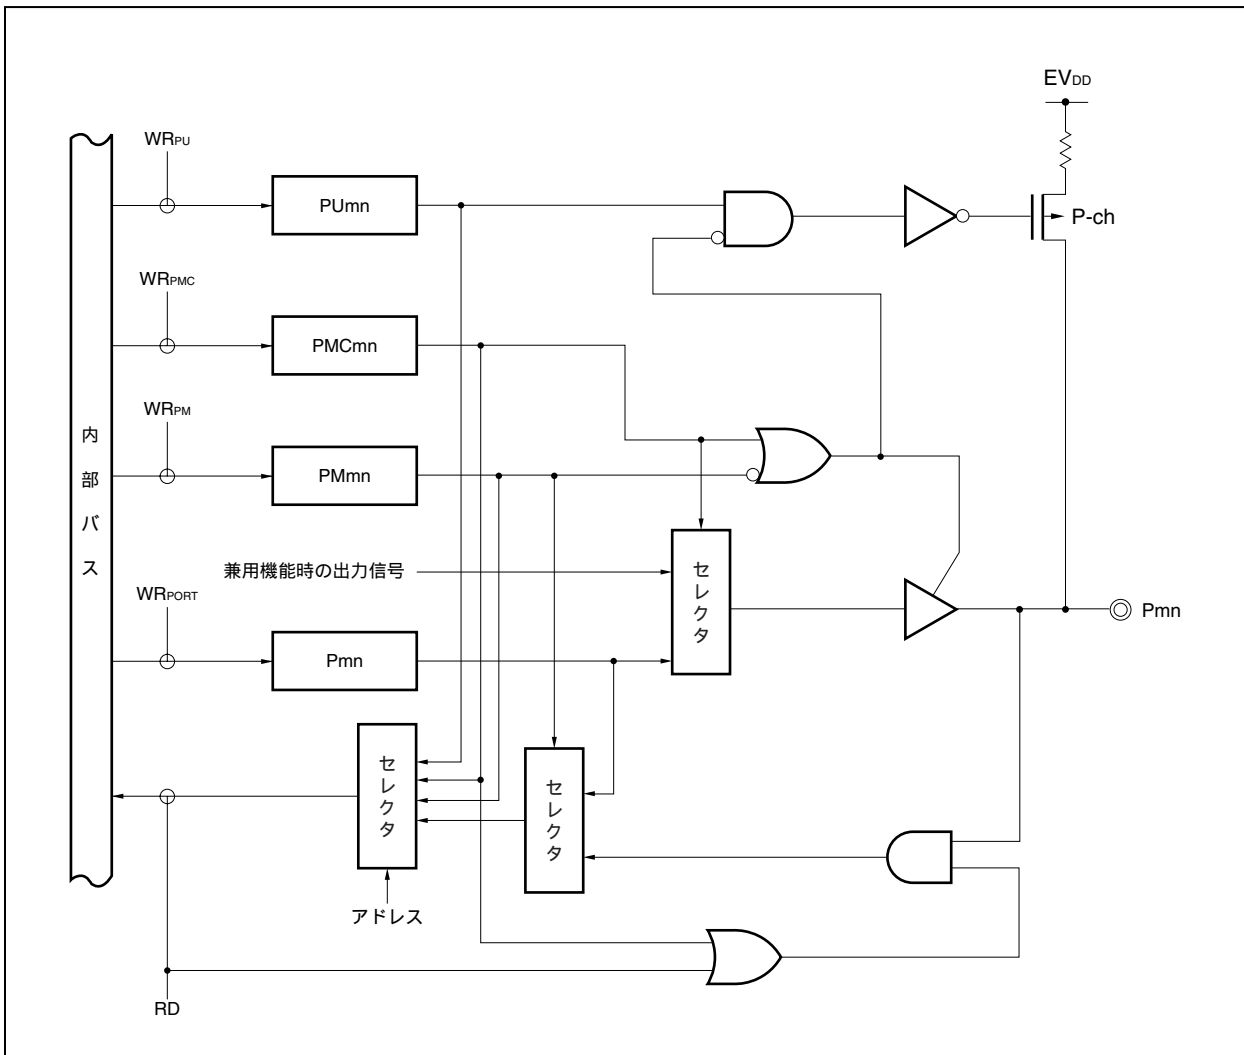 EVDD
WRPU
PUmn
P-ch
WRPMC
PMCmn
WRPM
内部バス
PMmn
兼用機能時の出力信号
セレクタ
WRPORT
Pmn
Pmn
セレクタ
セレクタ
アドレス
RD